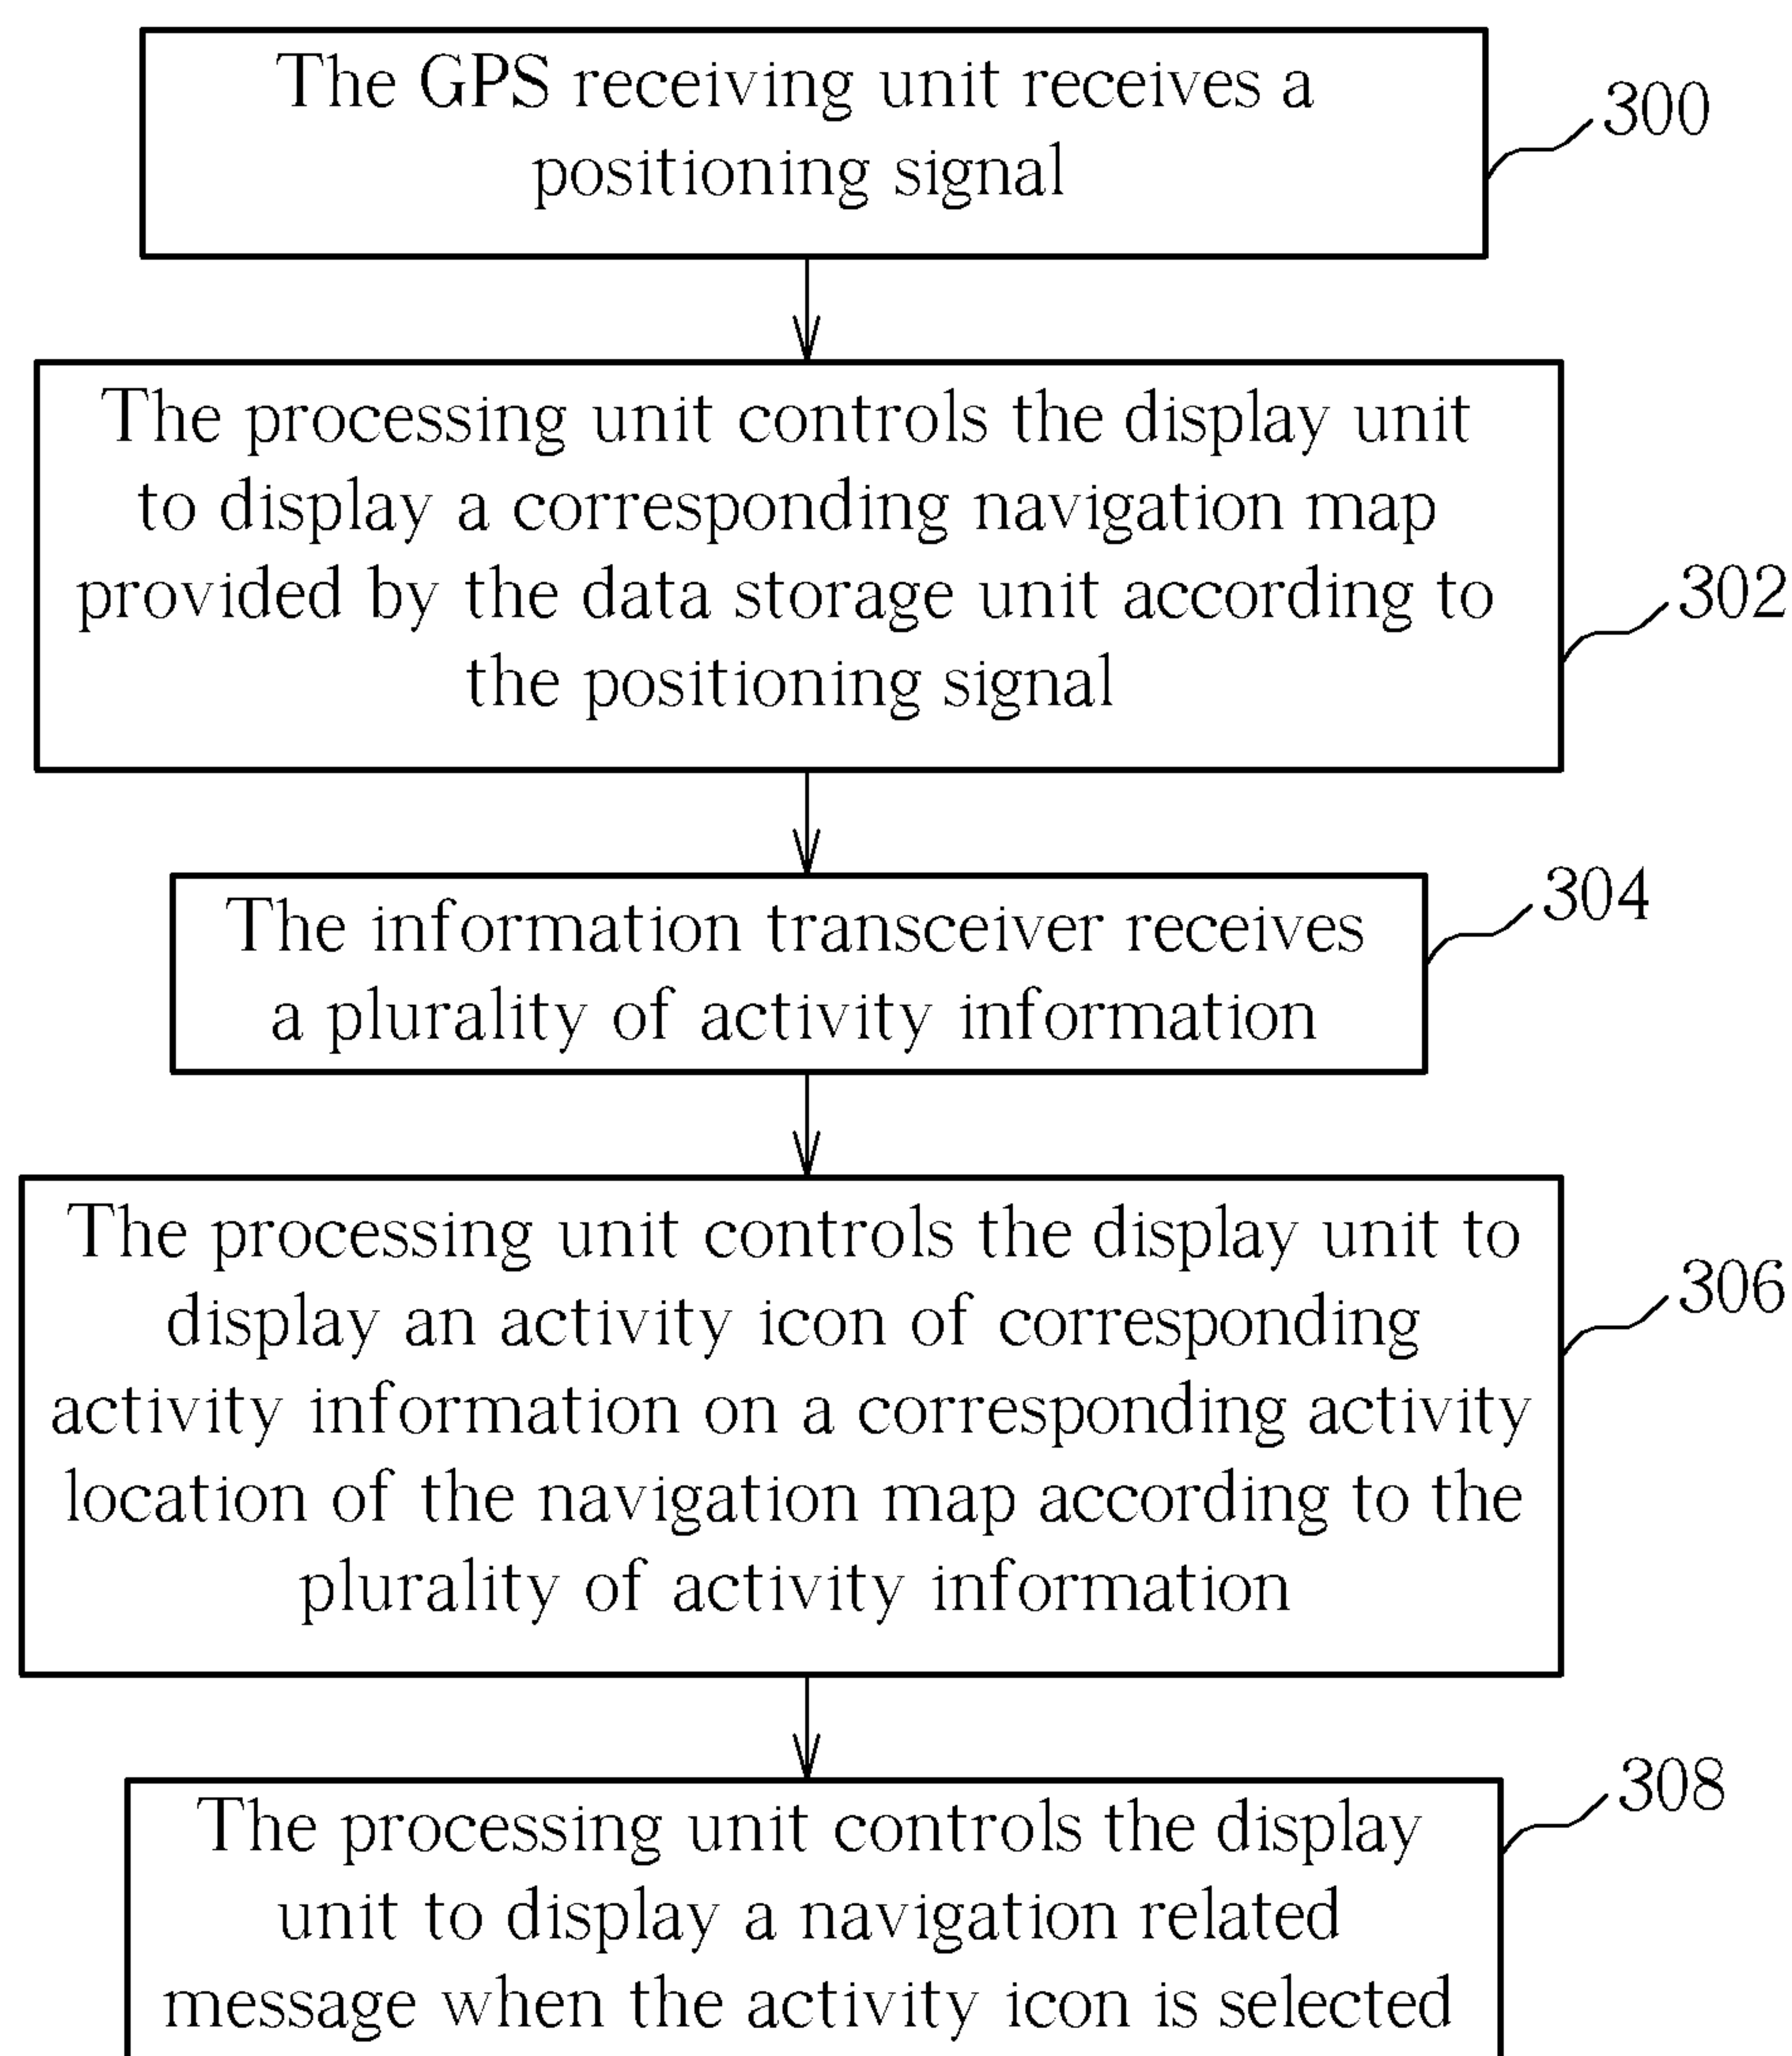 The GPS receiving unit receives a
positioning signal
300
The processing unit controls the display unit
to display a corresponding navigation map
provided by the data storage unit according to
the positioning signal
302
The information transceiver receives
a plurality of activity information
304
The processing unit controls the display unit to
display an activity icon of corresponding
activity information on a corresponding activity
location of the navigation map according to the
plurality of activity information
306
The processing unit controls the display
unit to display a navigation related
message when the activity icon is selected
308